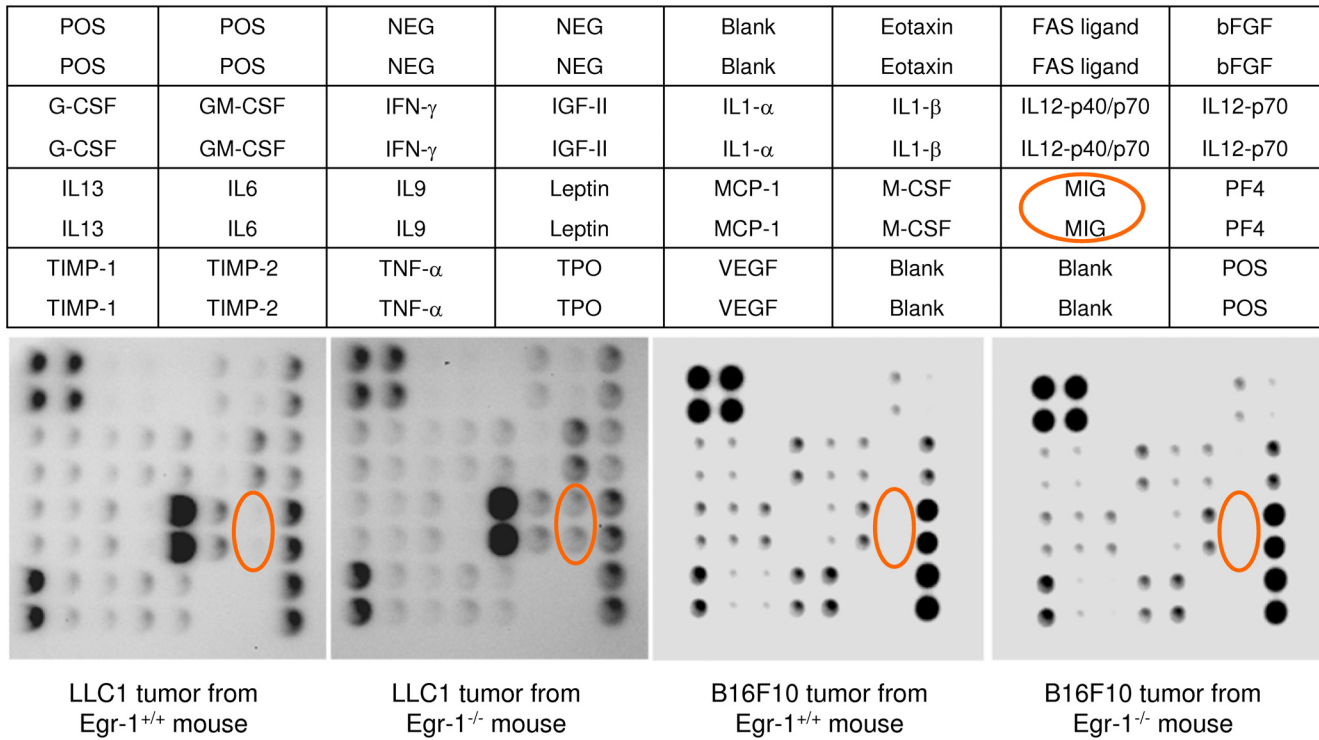 POS POS NEG NEG Blank Eotaxin FAS ligand bFGF
POS POS NEG NEG Blank Eotaxin FAS ligand bFGF
G-CSF GM-CSF IFN-γ IGF-II IL1-α IL1-β IL12-p40/p70 IL12-p70
G-CSF GM-CSF IFN-γ IGF-II IL1-α IL1-β IL12-p40/p70 IL12-p70
IL13 IL6 IL9 Leptin MCP-1 M-CSF MIG PF4
IL13 IL6 IL9 Leptin MCP-1 M-CSF MIG PF4
TIMP-1 TIMP-2 TNF-α TPO VEGF Blank Blank POS
TIMP-1 TIMP-2 TNF-α TPO VEGF Blank Blank POS
LLC1 tumor from
Egr-1+/+ mouse
LLC1 tumor from
Egr-1-/- mouse
B16F10 tumor from
Egr-1+/+ mouse
B16F10 tumor from
Egr-1-/- mouse